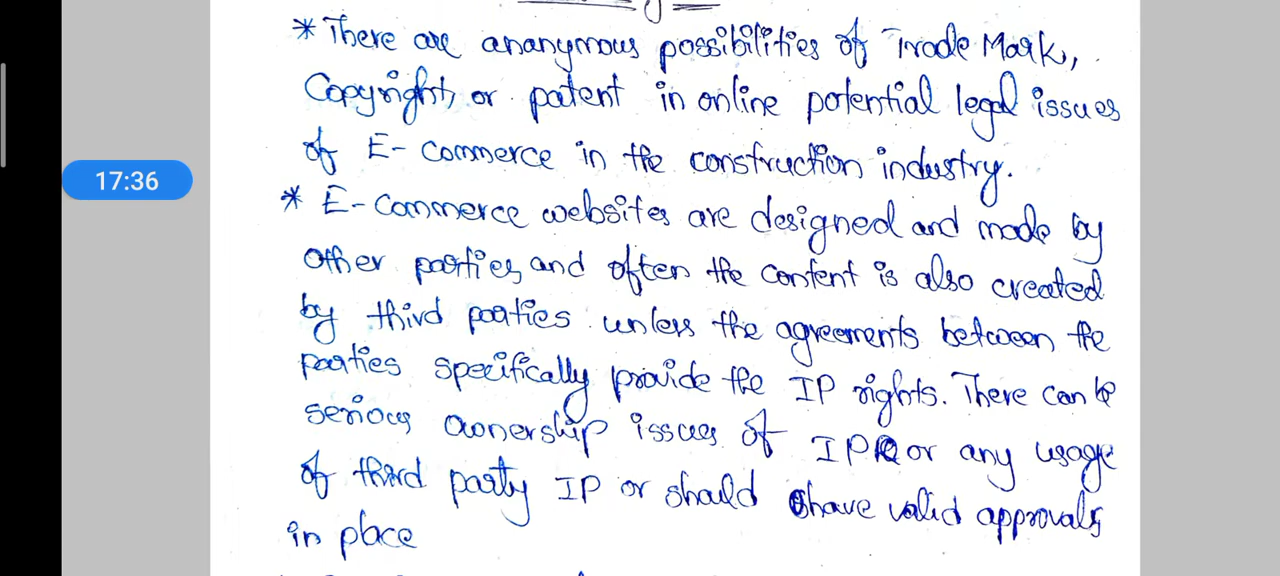 * There are ananymous possibilities of Trade Mark,
Copyright, or patent in online potential legal issues
of E-commerce in the construction industry.
17:36
* E-commerce websites are designed and made by
other parties, and often the content is also created
by third parties unless the agreements between the
parties specifically provide the IP rights. There can be
serious ownership issues of IPR or any usage
of third party IP or should have valid approvals
in place